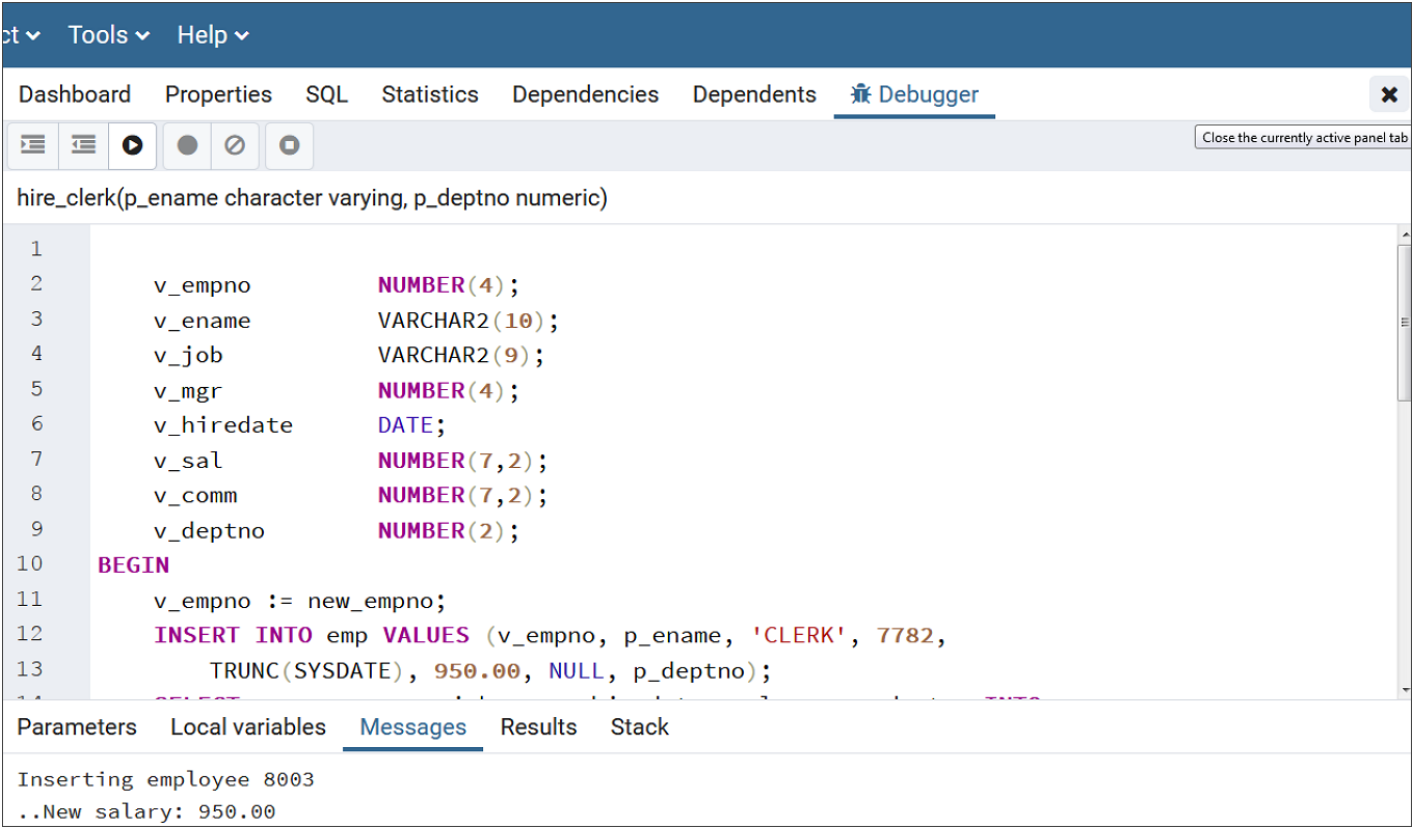 ct Tools Help
Dashboard Properties SQL Statistics Dependencies Dependents Debugger
Close the currently active panel tab
hire_clerk(p_ename character varying, p_deptno numeric)
1
2 v_empno NUMBER(4);
3 v_ename VARCHAR2(10);
4 v_job VARCHAR2(9);
5 v_mgr NUMBER(4);
6 v_hiredate DATE;
7 v_sal NUMBER(7,2);
8 v_comm NUMBER(7,2);
9 v_deptno NUMBER(2);
10 BEGIN
11 v_empno := new_empno;
12 INSERT INTO emp VALUES (v_empno, p_ename, 'CLERK', 7782,
13 TRUNC(SYSDATE), 950.00, NULL, p_deptno);
Parameters Local variables Messages Results Stack
Inserting employee 8003
..New salary: 950.00